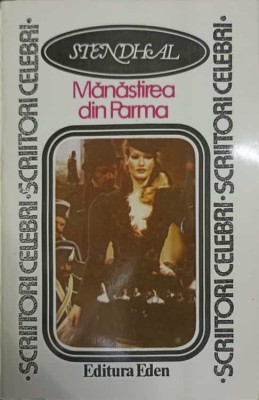 STENDHAL
Mănăstirea
din Parma
·SCRIITORI CELEBRI·SCRIITORI CELEBRI·
·SCRIITORI CELEBRI·SCRIITORI CELEBRI·
Editura Eden